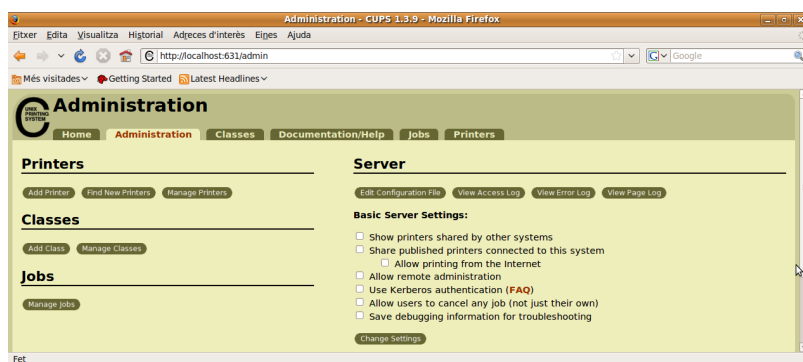 Administration - CUPS 1.3.9 - Mozilla Firefox
Fitxer Edita Visualitza Historial Adreces d'interès Eines Ajuda
http://localhost:631/admin
Google
Més visitades Getting Started Latest Headlines
UNIX PRINTING SYSTEM
Administration
Home Administration Classes Documentation/Help Jobs Printers
Printers
Add Printer Find New Printers Manage Printers
Classes
Add Class Manage Classes
Jobs
Manage Jobs
Server
Edit Configuration File View Access Log View Error Log View Page Log
Basic Server Settings:
Show printers shared by other systems
Share published printers connected to this system
Allow printing from the Internet
Allow remote administration
Use Kerberos authentication (FAQ)
Allow users to cancel any job (not just their own)
Save debugging information for troubleshooting
Change Settings
Fet